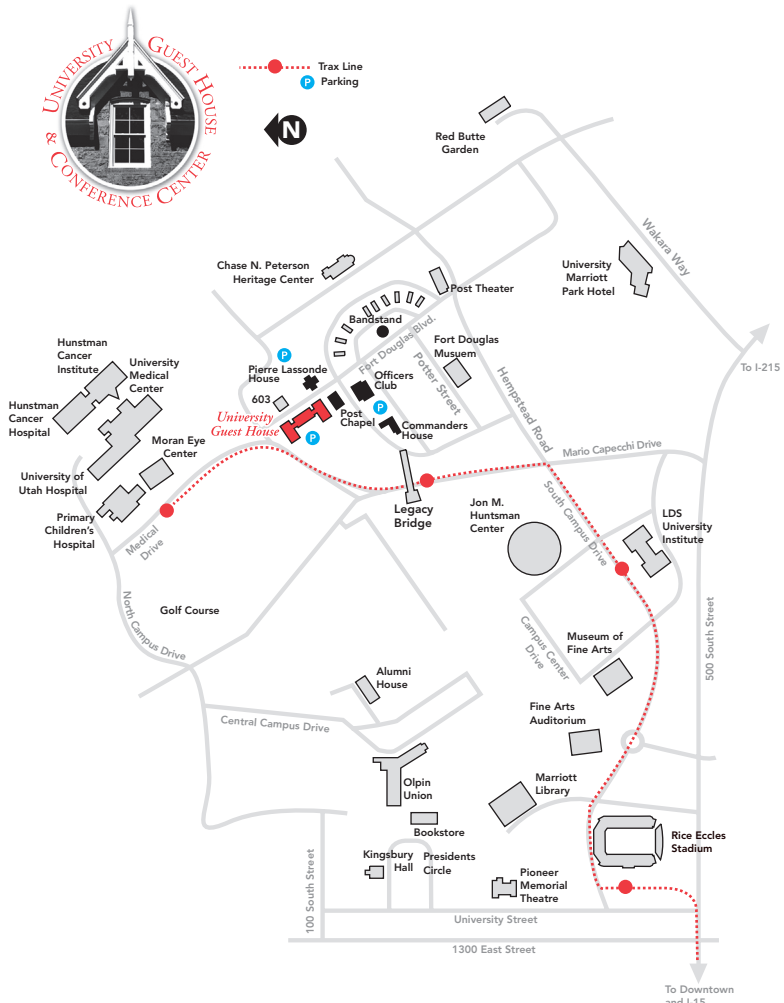 UNIVERSITY GUEST HOUSE
& CONFERENCE CENTER
Trax Line
P Parking
N
Red Butte
Garden
Wakara Way
University
Marriott
Park Hotel
Chase N. Peterson
Heritage Center
Post Theater
Bandstand
Fort Douglas Blvd.
To I-215
Hunstman
Cancer
Institute
University
Medical
Center
P
Pierre Lassonde
House
Officers
Club
Fort Douglas
Musuem
Potter Street
Hempstead Road
603
Hunstman
Cancer
Hospital
University
Guest House
P
Post
Chapel
P
Commanders
House
Moran Eye
Center
Mario Capecchi Drive
University of
Utah Hospital
Primary
Children's
Hospital
Medical
Drive
Legacy
Bridge
Jon M.
Huntsman
Center
South Campus Drive
LDS
University
Institute
North Campus Drive
Golf Course
Campus Center
Drive
Museum of
Fine Arts
500 South Street
Alumni
House
Central Campus Drive
Fine Arts
Auditorium
Olpin
Union
Marriott
Library
Bookstore
Rice Eccles
Stadium
100 South Street
Kingsbury
Hall
Presidents
Circle
Pioneer
Memorial
Theatre
University Street
1300 East Street
To Downtown
and I-15